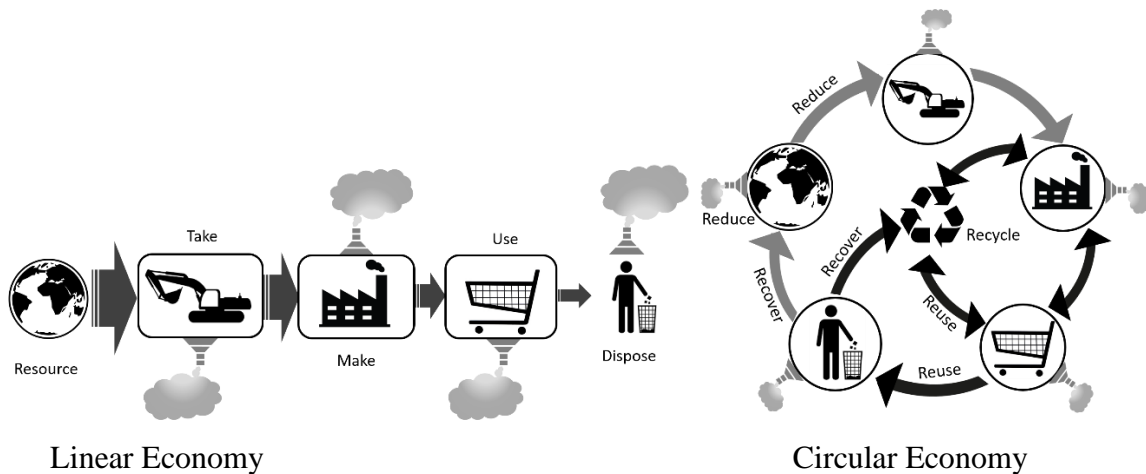 Resource
Take
Make
Use
Dispose
Linear Economy
Reduce
Reduce
Recover
Recover
Recycle
Reuse
Reuse
Circular Economy